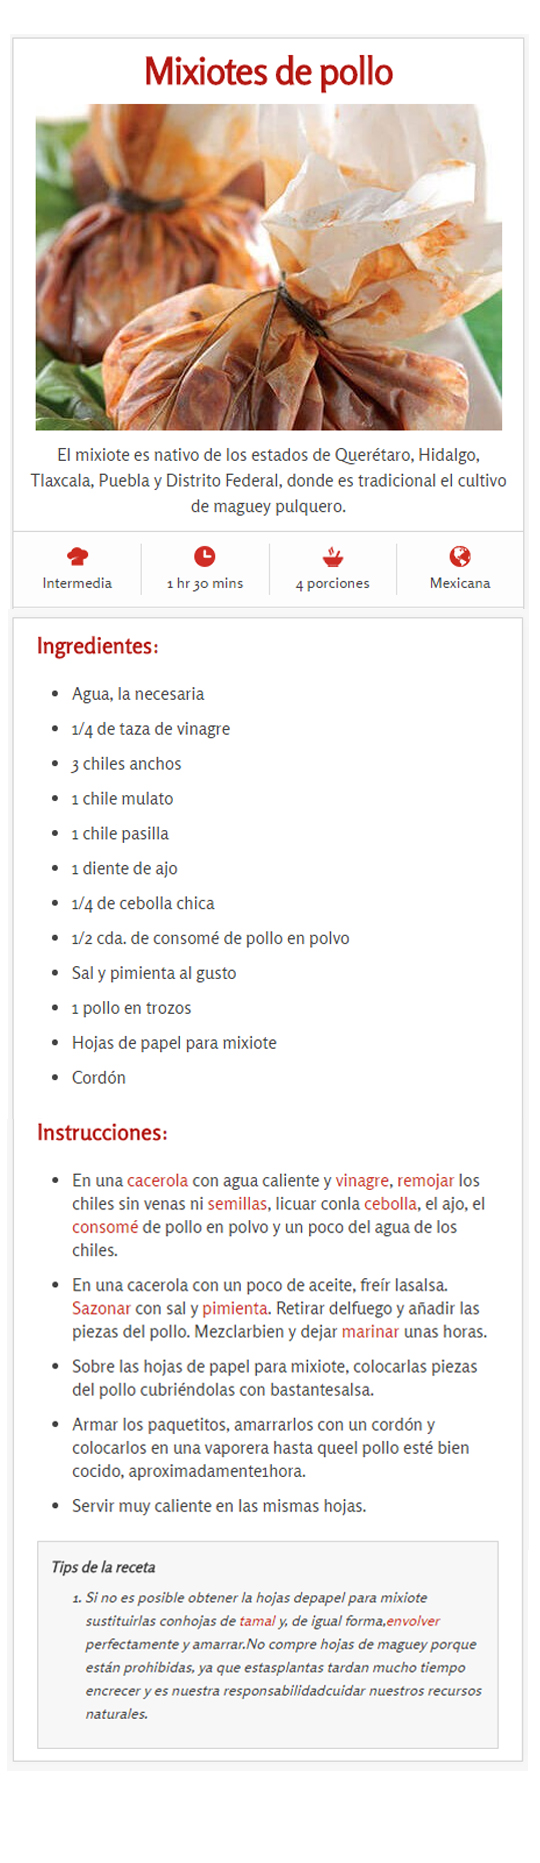 Mixiotes de pollo
El mixiote es nativo de los estados de Querétaro, Hidalgo,
Tlaxcala, Puebla y Distrito Federal, donde es tradicional el cultivo
de maguey pulquero.
Intermedia
1 hr 30 mins
4 porciones
Mexicana
Ingredientes:
• Agua, la necesaria
• 1/4 de taza de vinagre
• 3 chiles anchos
• 1 chile mulato
• 1 chile pasilla
• 1 diente de ajo
• 1/4 de cebolla chica
• 1/2 cda. de consomé de pollo en polvo
• Sal y pimienta al gusto
• 1 pollo en trozos
• Hojas de papel para mixiote
• Cordón
Instrucciones:
• En una cacerola con agua caliente y vinagre, remojar los
chiles sin venas ni semillas, licuar conla cebolla, el ajo, el
consomé de pollo en polvo y un poco del agua de los
chiles.
• En una cacerola con un poco de aceite, freír lasalsa.
Sazonar con sal y pimienta. Retirar delfuego y añadir las
piezas del pollo. Mezclarbien y dejar marinar unas horas.
• Sobre las hojas de papel para mixiote, colocarlas piezas
del pollo cubriéndolas con bastantesalsa.
• Armar los paquetitos, amarrarlos con un cordón y
colocarlos en una vaporera hasta queel pollo esté bien
cocido, aproximadamente1hora.
• Servir muy caliente en las mismas hojas.
Tips de la receta
1. Si no es posible obtener la hojas depapel para mixiote
sustituirlas conhojas de tamal y, de igual forma,envolver
perfectamente y amarrar.No compre hojas de maguey porque
están prohibidas, ya que estasplantas tardan mucho tiempo
encrecer y es nuestra responsabilidadcuidar nuestros recursos
naturales.